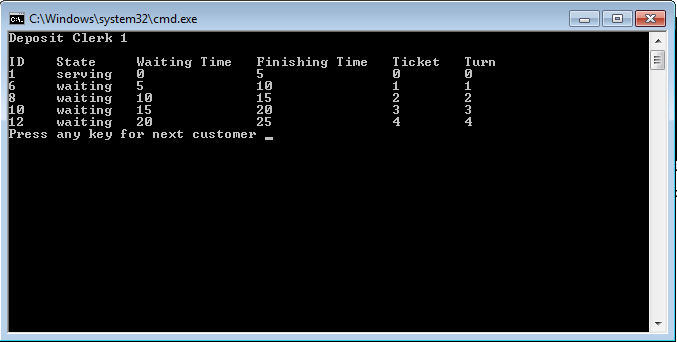 C:\Windows\system32\cmd.exe
Deposit Clerk 1
ID State Waiting Time Finishing Time Ticket Turn
1 serving 0 5 0 0
6 waiting 5 10 1 1
8 waiting 10 15 2 2
10 waiting 15 20 3 3
12 waiting 20 25 4 4
Press any key for next customer _